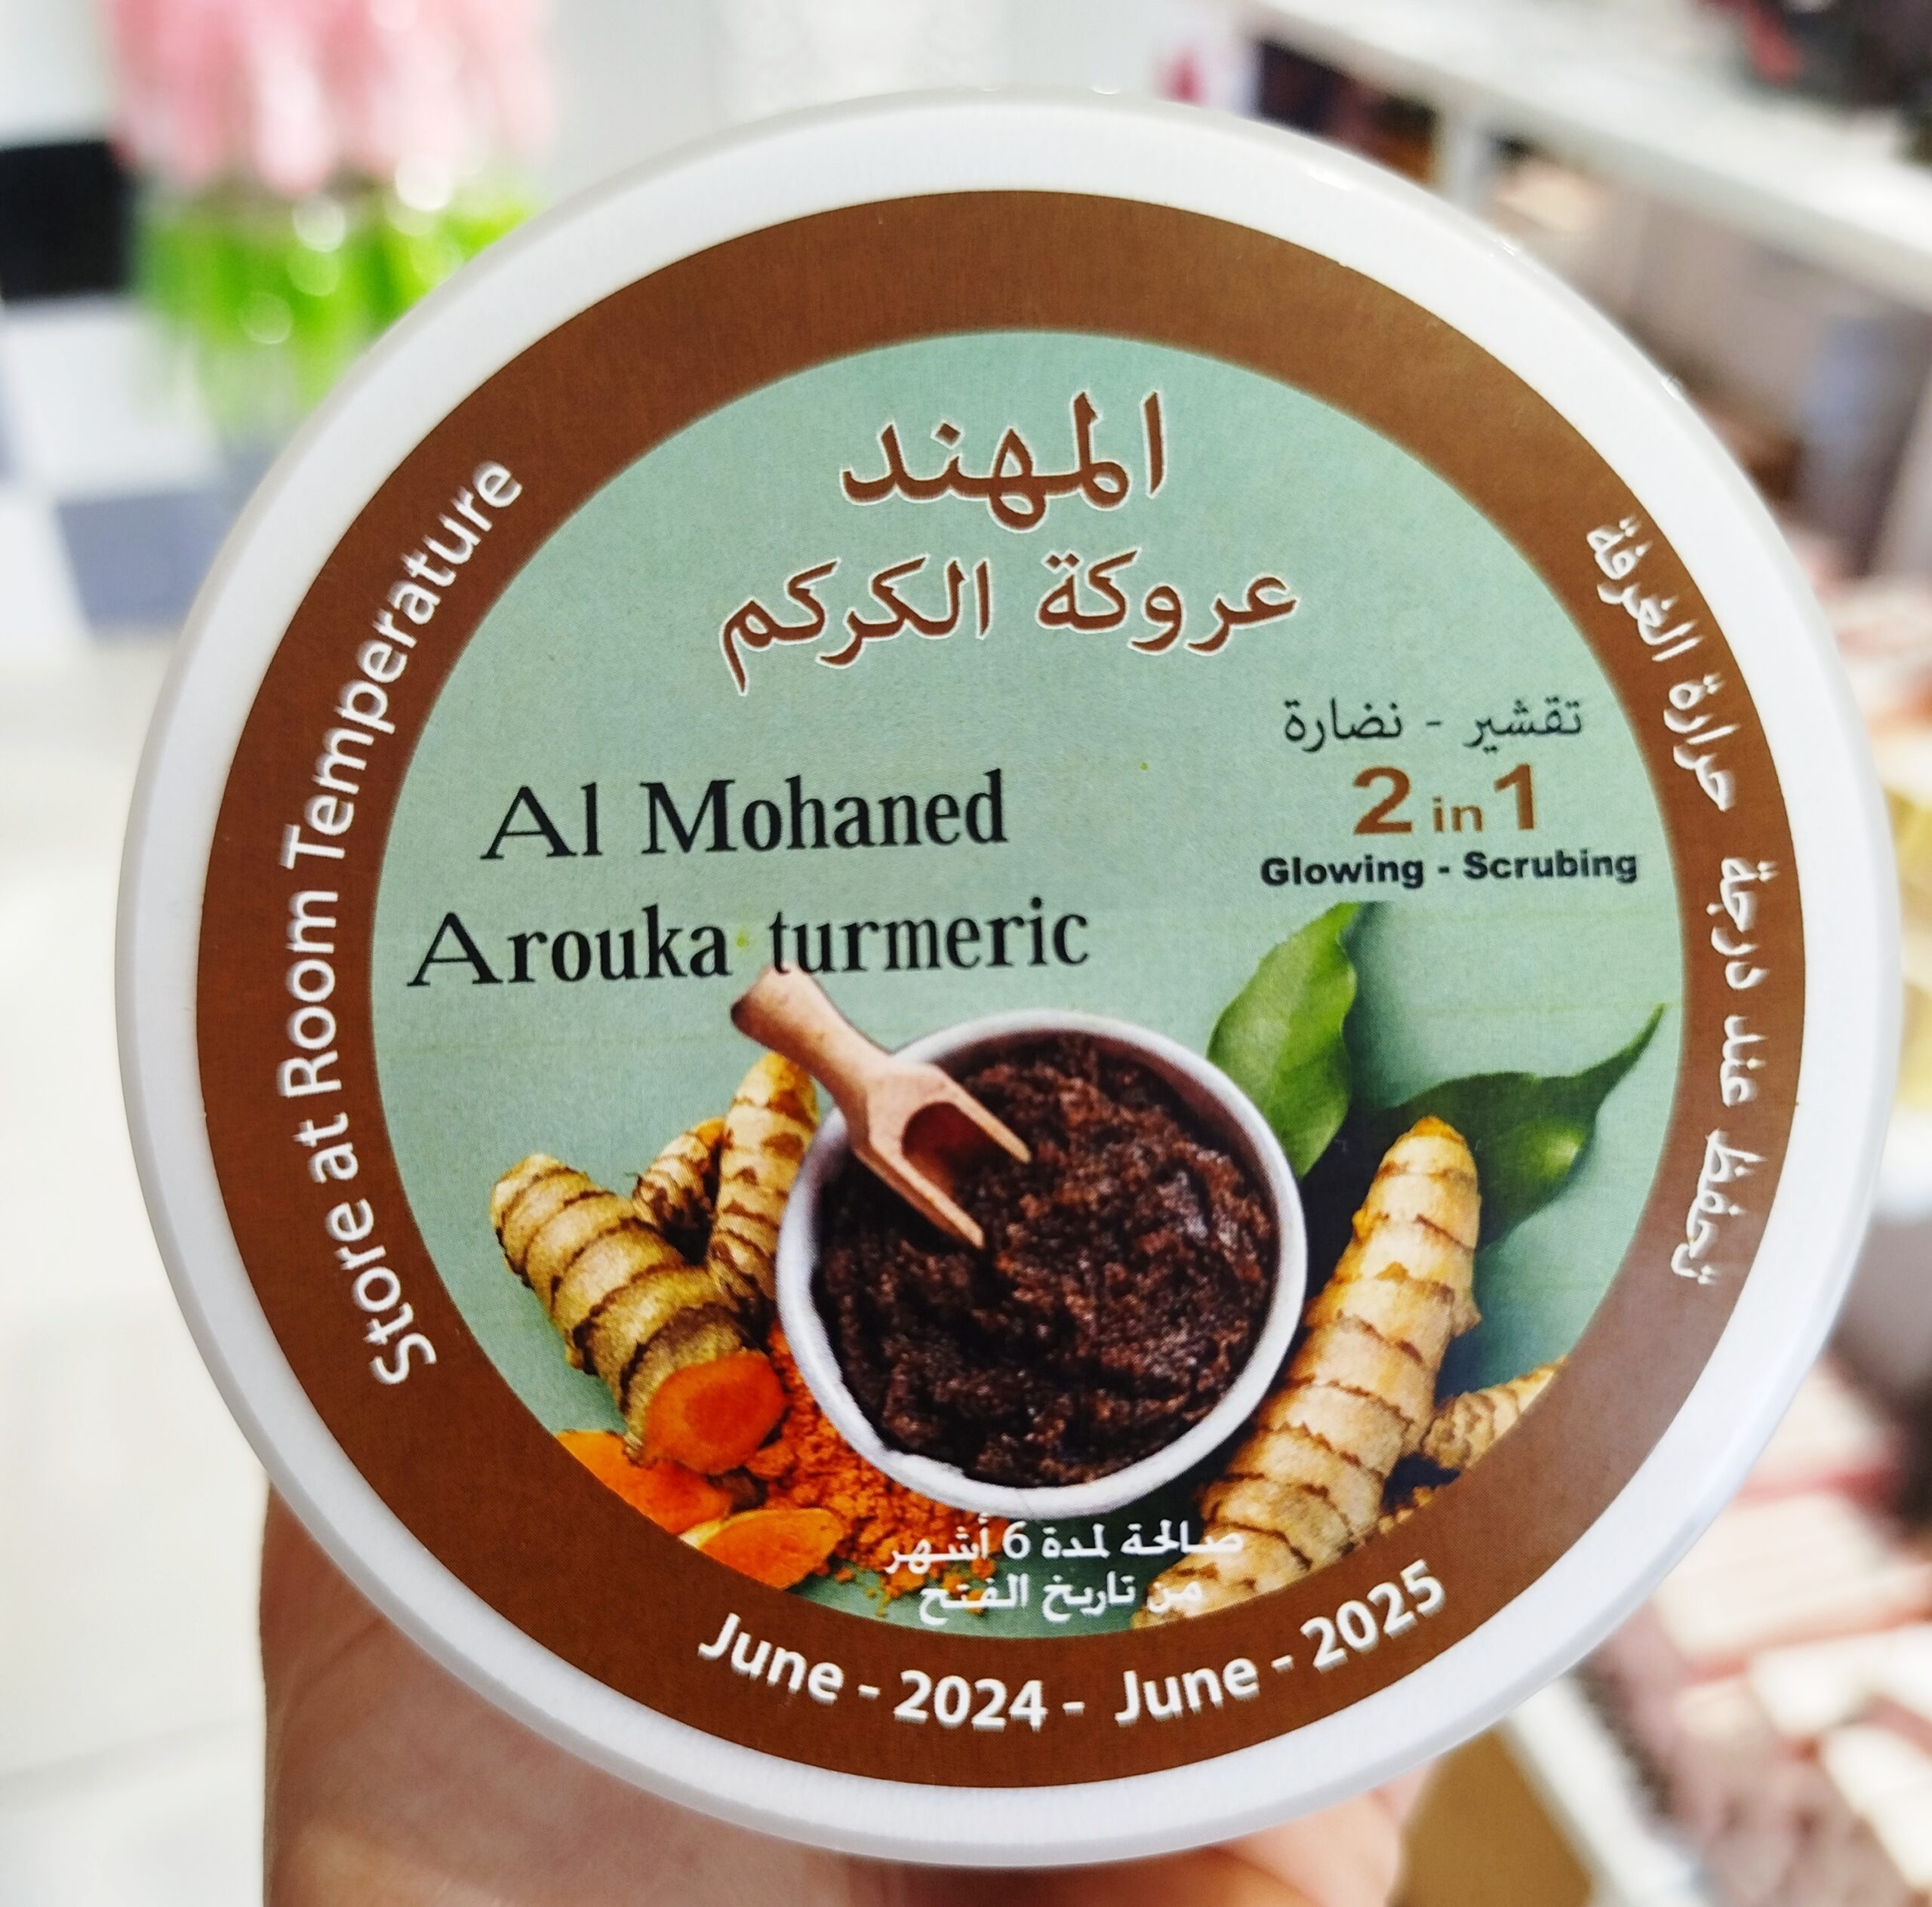 المهند
عروكة الكركم
تقشير - نضارة
2 in 1
Glowing - Scrubing
Al Mohaned
Arouka turmeric
Store at Room Temperature
تحفظ عند درجة حرارة الغرفة
صالحة لمدة 6 أشهر
من تاريخ الفتح
June - 2024 - June - 2025